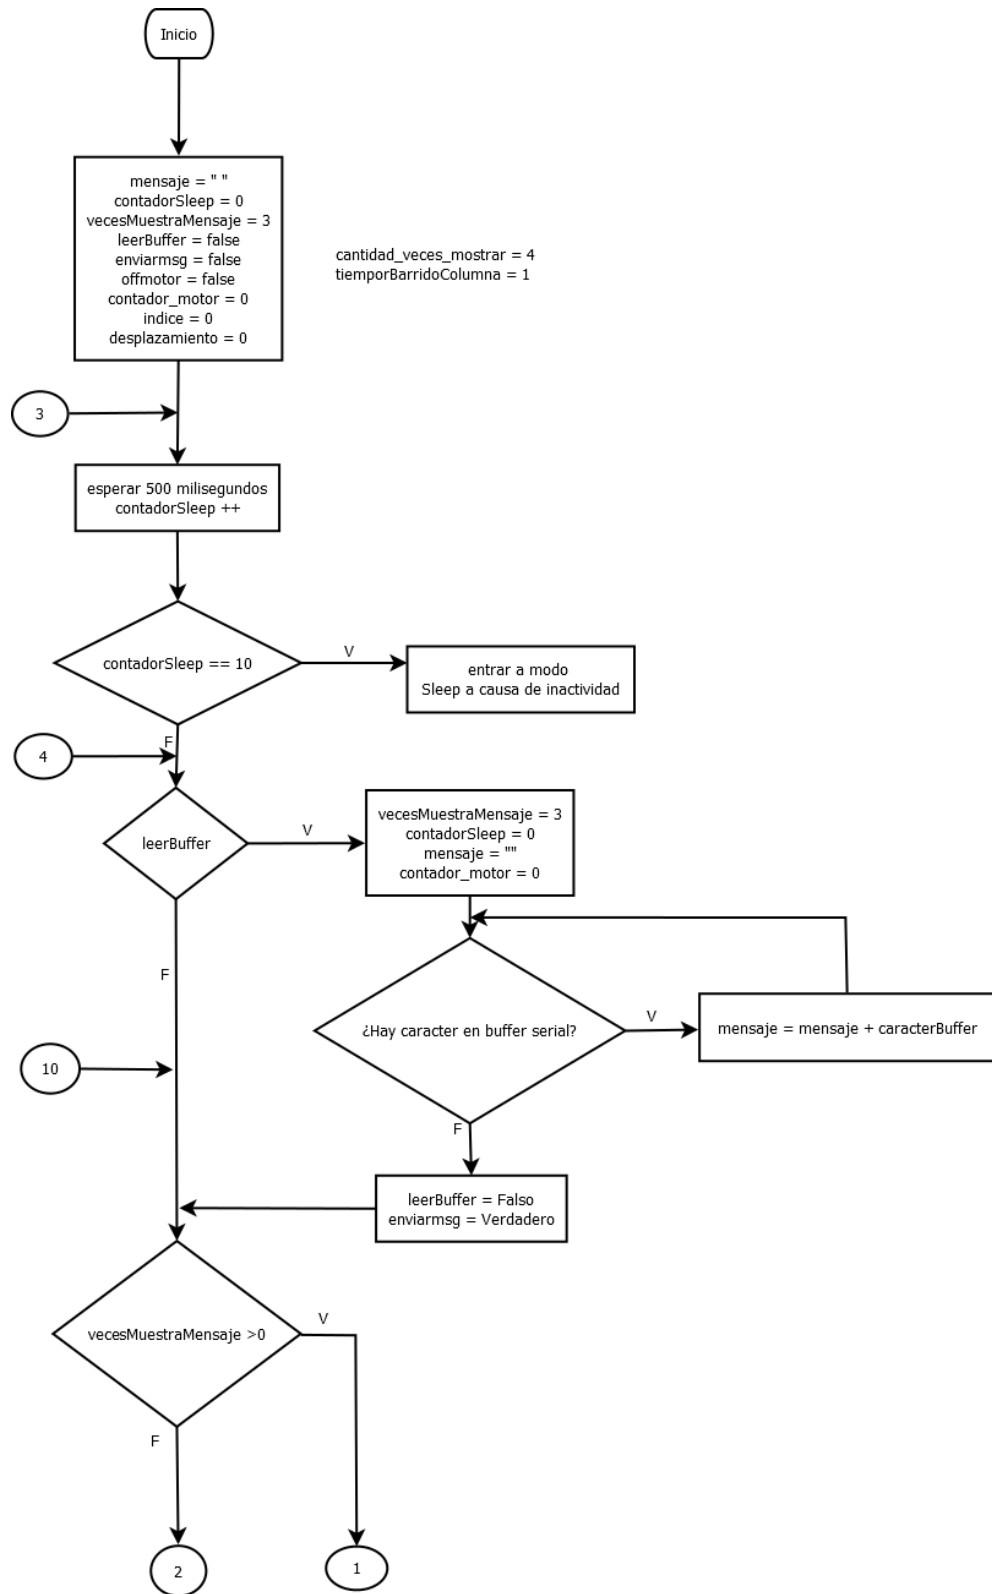 Inicio
mensaje = " "
contadorSleep = 0
vecesMuestraMensaje = 3
leerBuffer = false
enviarmsg = false
offmotor = false
contador_motor = 0
indice = 0
desplazamiento = 0
cantidad_veces_mostrar = 4
tiemporBarridoColumna = 1
3
esperar 500 milisegundos
contadorSleep ++
contadorSleep == 10
V
entrar a modo
Sleep a causa de inactividad
F
4
leerBuffer
V
vecesMuestraMensaje = 3
contadorSleep = 0
mensaje = ""
contador_motor = 0
F
¿Hay caracter en buffer serial?
V
mensaje = mensaje + caracterBuffer
10
F
leerBuffer = Falso
enviarmsg = Verdadero
vecesMuestraMensaje >0
V
F
2
1